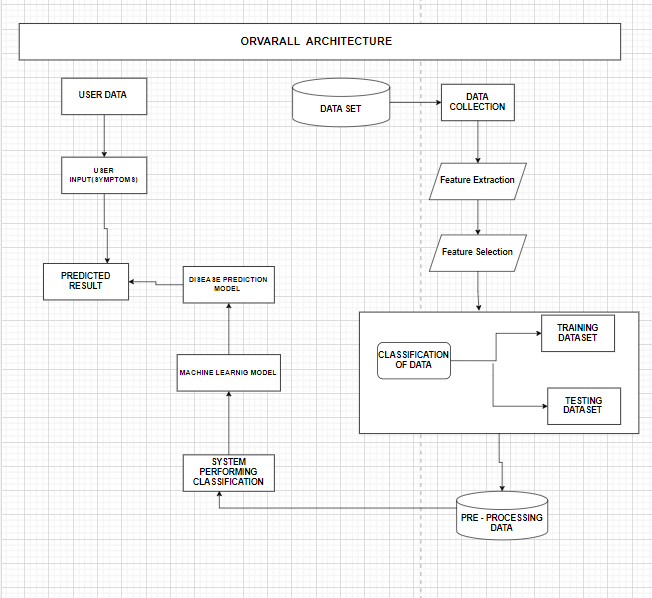 ORVARALL ARCHITECTURE
USER DATA
DATA SET
DATA
COLLECTION
USER
INPUT(SYMPTOMS)
Feature Extraction
Feature Selection
PREDICTED
RESULT
DISEASE PREDICTION
MODEL
TRAINING
DATASET
CLASSIFICATION
OF DATA
MACHINE LEARNIG MODEL
TESTING
DATASET
SYSTEM
PERFORMING
CLASSIFICATION
PRE - PROCESSING
DATA